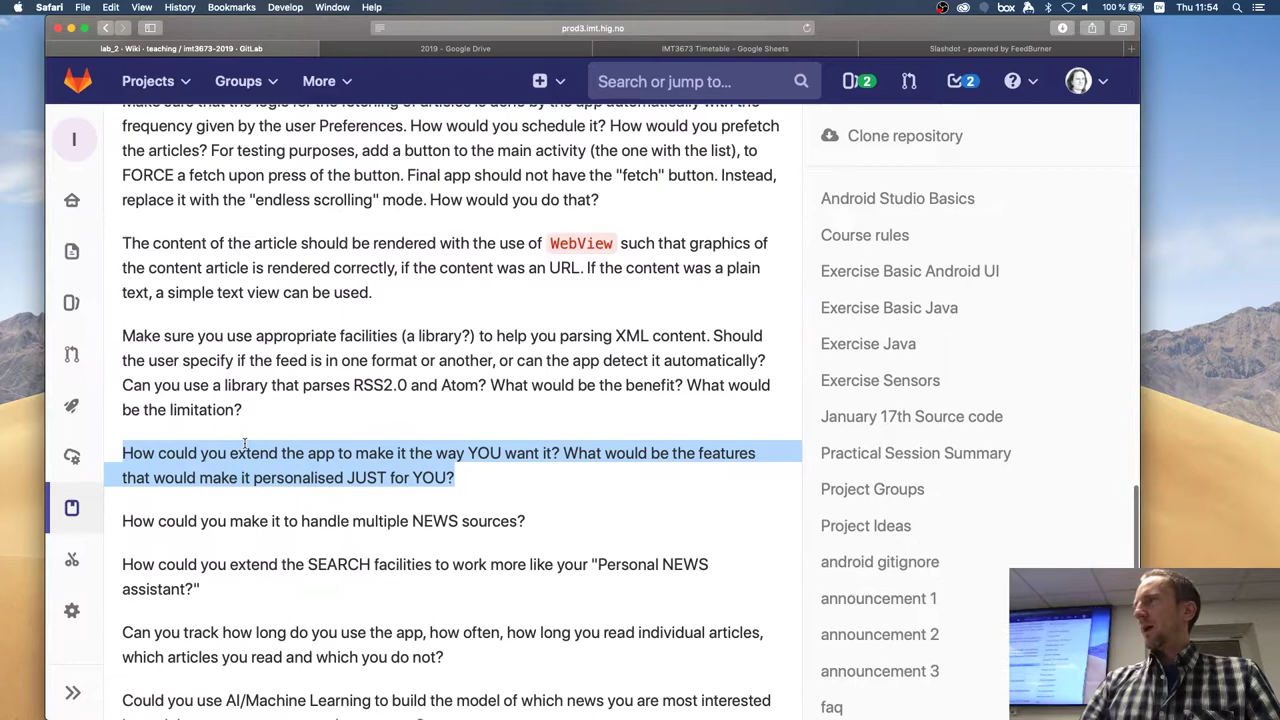 Safari File Edit View History Bookmarks Develop Window Help
box 100 % Thu 11:54
prod3.imt.hig.no
lab_2 · Wiki · teaching / imt3673-2019 · GitLab
2019 - Google Drive
IMT3673 Timetable - Google Sheets
Slashdot - powered by FeedBurner
Projects Groups More Search or jump to... 2 2
I
frequency given by the user Preferences. How would you schedule it? How would you prefetch
the articles? For testing purposes, add a button to the main activity (the one with the list), to
FORCE a fetch upon press of the button. Final app should not have the "fetch" button. Instead,
replace it with the "endless scrolling" mode. How would you do that?
The content of the article should be rendered with the use of WebView such that graphics of
the content article is rendered correctly, if the content was an URL. If the content was a plain
text, a simple text view can be used.
Make sure you use appropriate facilities (a library?) to help you parsing XML content. Should
the user specify if the feed is in one format or another, or can the app detect it automatically?
Can you use a library that parses RSS2.0 and Atom? What would be the benefit? What would
be the limitation?
How could you extend the app to make it the way YOU want it? What would be the features
that would make it personalised JUST for YOU?
How could you make it to handle multiple NEWS sources?
How could you extend the SEARCH facilities to work more like your "Personal NEWS
assistant?"
Can you track how long do you use the app, how often, how long you read individual articles,
which articles you read and which you do not?
Could you use AI/Machine Learning to build the model of which news you are most interested
Clone repository
Android Studio Basics
Course rules
Exercise Basic Android UI
Exercise Basic Java
Exercise Java
Exercise Sensors
January 17th Source code
Practical Session Summary
Project Groups
Project Ideas
android gitignore
announcement 1
announcement 2
announcement 3
faq